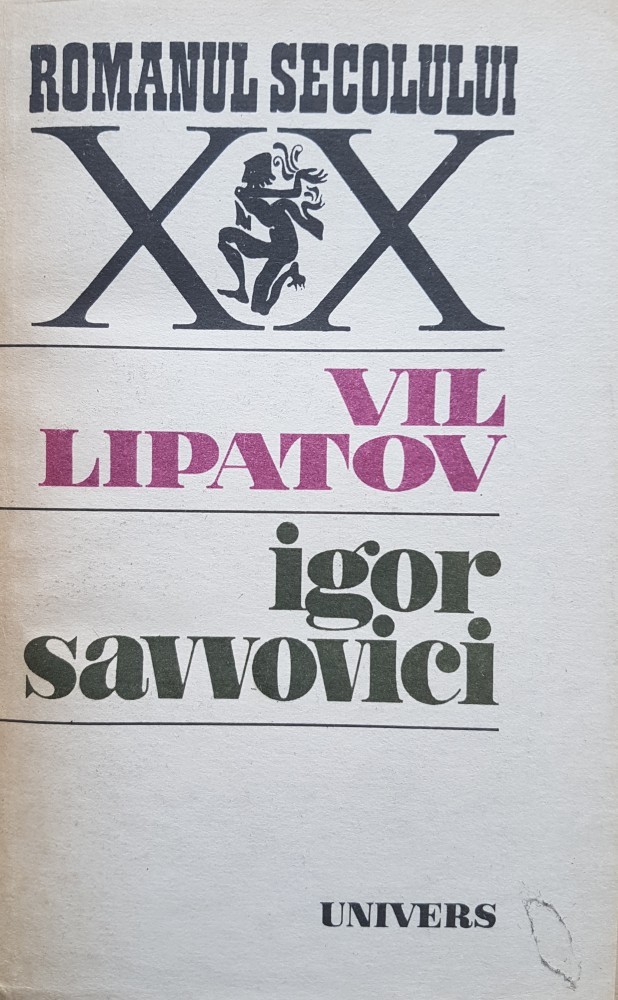 ROMANUL SECOLULUI
XX
VIL
LIPATOV
igor
savvovici
UNIVERS